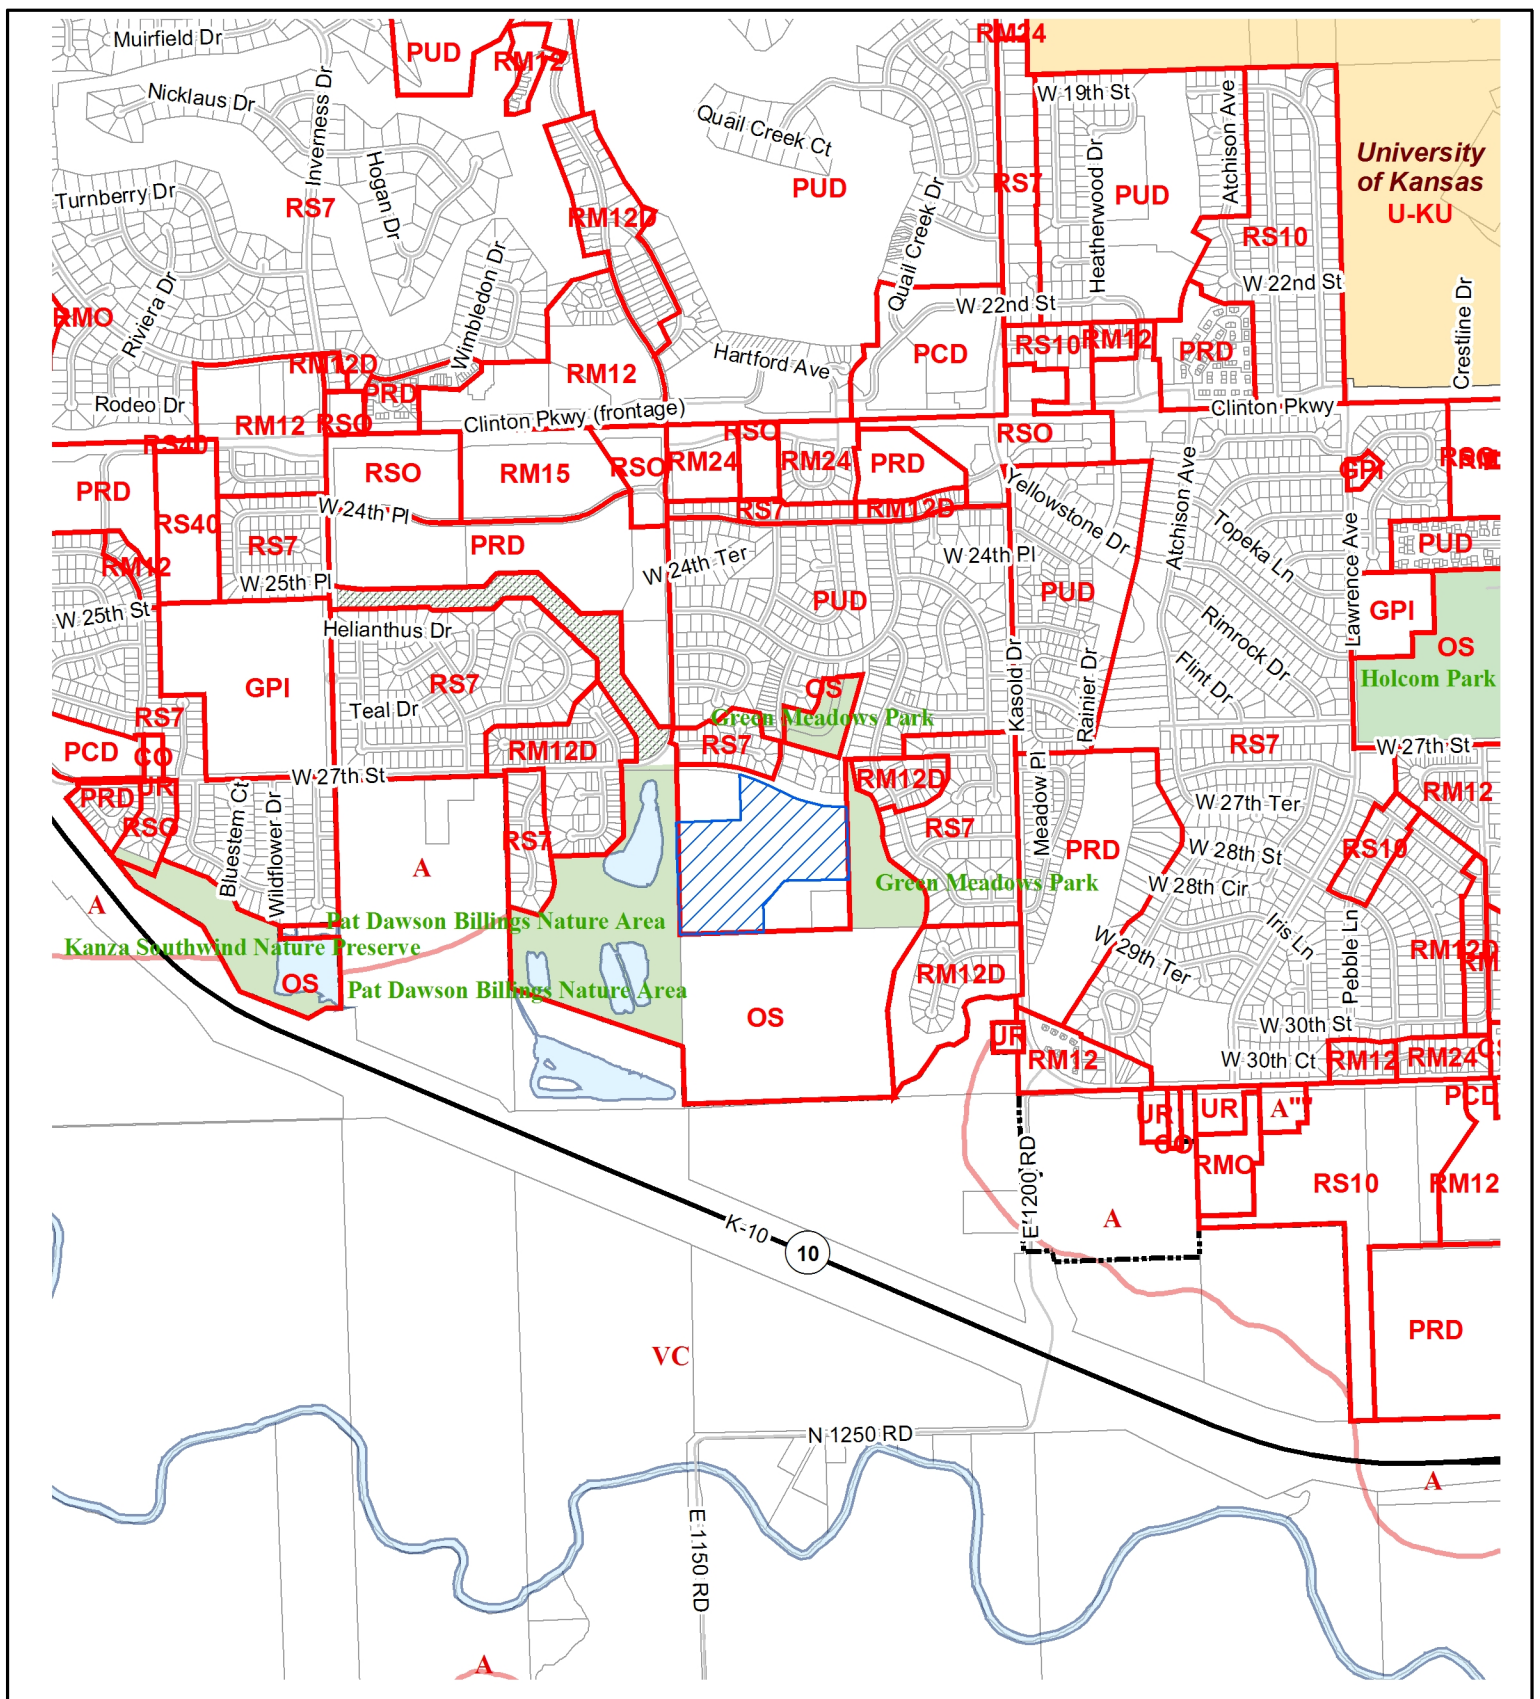 Muirfield Dr
PUD
RM12
RM24
Nicklaus Dr
Inverness Dr
W 19th St
Atchison Ave
Quail Creek Ct
University
of Kansas
U-KU
Hogan Dr
Heatherwood Dr
Turnberry Dr
RS7
PUD
RS7
PUD
RM12D
Quail Creek Dr
RS10
Wimbledon Dr
Riviera Dr
W 22nd St
W 22nd St
Crestline Dr
RMO
Hartford Ave
PCD
RS10
RM12
PRD
RM12D
RM12
PRD
Rodeo Dr
Clinton Pkwy (frontage)
Clinton Pkwy
RM12
RSO
RS40
RSO
RSO
PRD
RSO
RM15
RSO
RM24
RM24
PRD
GPI
RSO
Yellowstone Dr
Atchison Ave
W 24th Pl
RS7
RM12D
RS40
RS7
PRD
W 24th Ter
W 24th Pl
Topeka Ln
Lawrence Ave
PUD
RM12
W 25th Pl
PUD
PUD
W 25th St
GPI
Helianthus Dr
Rimrock Dr
OS
Holcom Park
GPI
RS7
Kasold Dr
Rainier Dr
Flint Dr
OS
Teal Dr
Green Meadows Park
RS7
PCD
CO
RM12D
RS7
RS7
W 27th St
W 27th St
UR
PRD
RM12D
Meadow Pl
RM12
RSO
Bluestem Ct
Wildflower Dr
RS7
RS7
W 27th Ter
PRD
W 28th St
RS10
A
Green Meadows Park
W 28th Cir
A
Pat Dawson Billings Nature Area
Iris Ln
Pebble Ln
Kanza Southwind Nature Preserve
W 29th Ter
RM12D
RM
OS
Pat Dawson Billings Nature Area
RM12D
OS
W 30th St
UR
RM12
W 30th Ct
RM12
RM24
UR
CO
UR
A""
PCD
E 1200 RD
RMO
RS10
RM12
A
K-10
10
PRD
VC
N 1250 RD
A
E 1150 RD
A